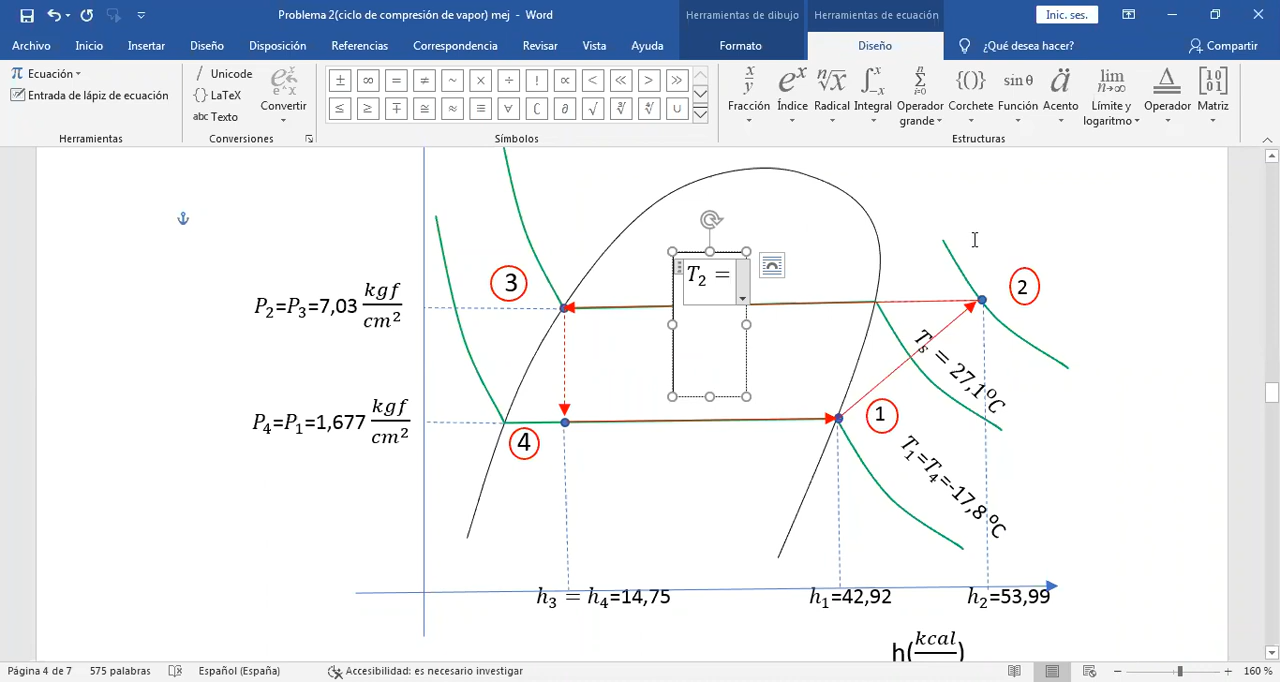 Problema 2(ciclo de compresión de vapor) mej - Word
Herramientas de dibujo
Herramientas de ecuación
Inic. ses.
Archivo
Inicio
Insertar
Diseño
Disposición
Referencias
Correspondencia
Revisar
Vista
Ayuda
Formato
Diseño
¿Qué desea hacer?
Compartir
π Ecuación
Entrada de lápiz de ecuación
Herramientas
Unicode
LaTeX
abc Texto
Convertir
Conversiones
± ∞ = ≠ ~ × ÷ ! ∝ < ≪ > ≫
≤ ≥ ∓ ≅ ≈ ≡ ∀ ∁ ∂ √ ∛ ∜ ∪
Símbolos
Fracción
Índice
Radical
Integral
Operador grande
Corchete
Función
Acento
Límite y logaritmo
Operador
Matriz
Estructuras
T₂ =
3
2
P₂=P₃=7,03 kgf/cm²
Tₛ = 27,1ºC
P₄=P₁=1,677 kgf/cm²
4
1
T₁=T₄=-17,8 ºC
h₃ = h₄=14,75
h₁=42,92
h₂=53,99
h(kcal/)
Página 4 de 7
575 palabras
Español (España)
Accesibilidad: es necesario investigar
160 %